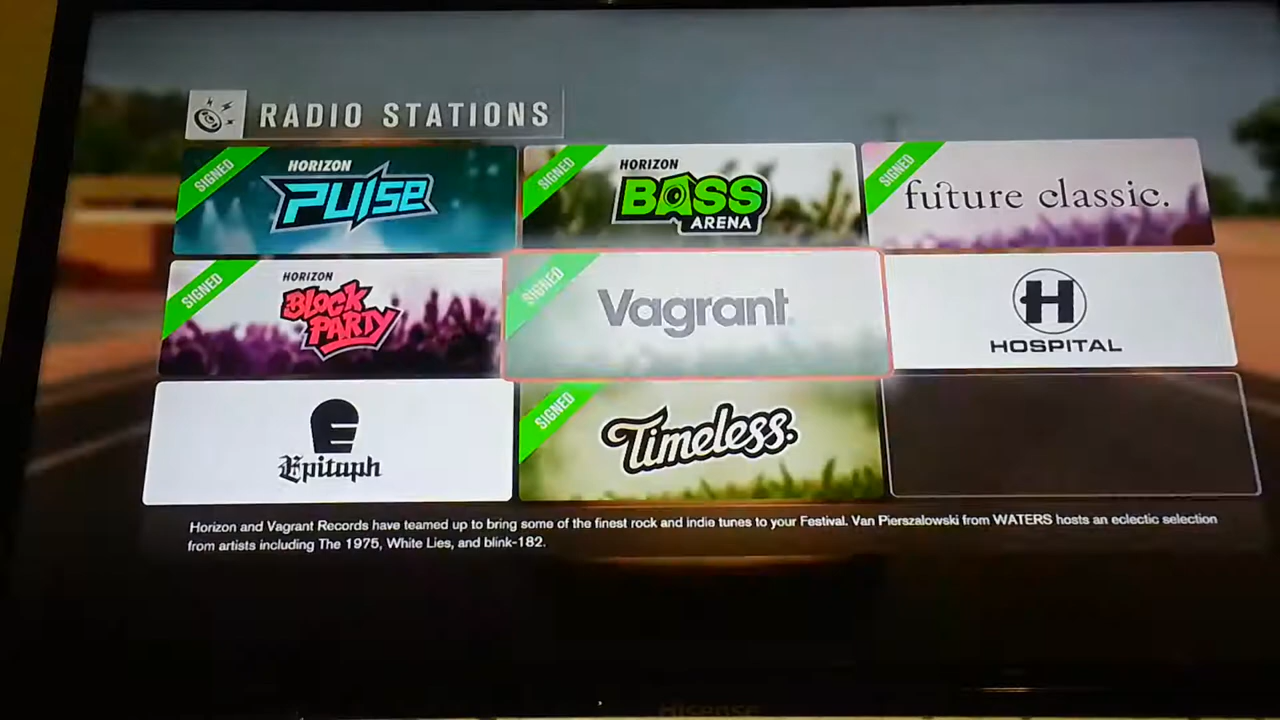 RADIO STATIONS
SIGNED
HORIZON
PULSE
SIGNED
HORIZON
BASS
ARENA
SIGNED
future classic.
SIGNED
HORIZON
BLOCK
PARTY
SIGNED
Vagrant
H
HOSPITAL
Epitaph
SIGNED
Timeless.
Horizon and Vagrant Records have teamed up to bring some of the finest rock and indie tunes to your Festival. Van Pierszalowski from WATERS hosts an eclectic selection
from artists including The 1975, White Lies, and blink-182.
Hisense